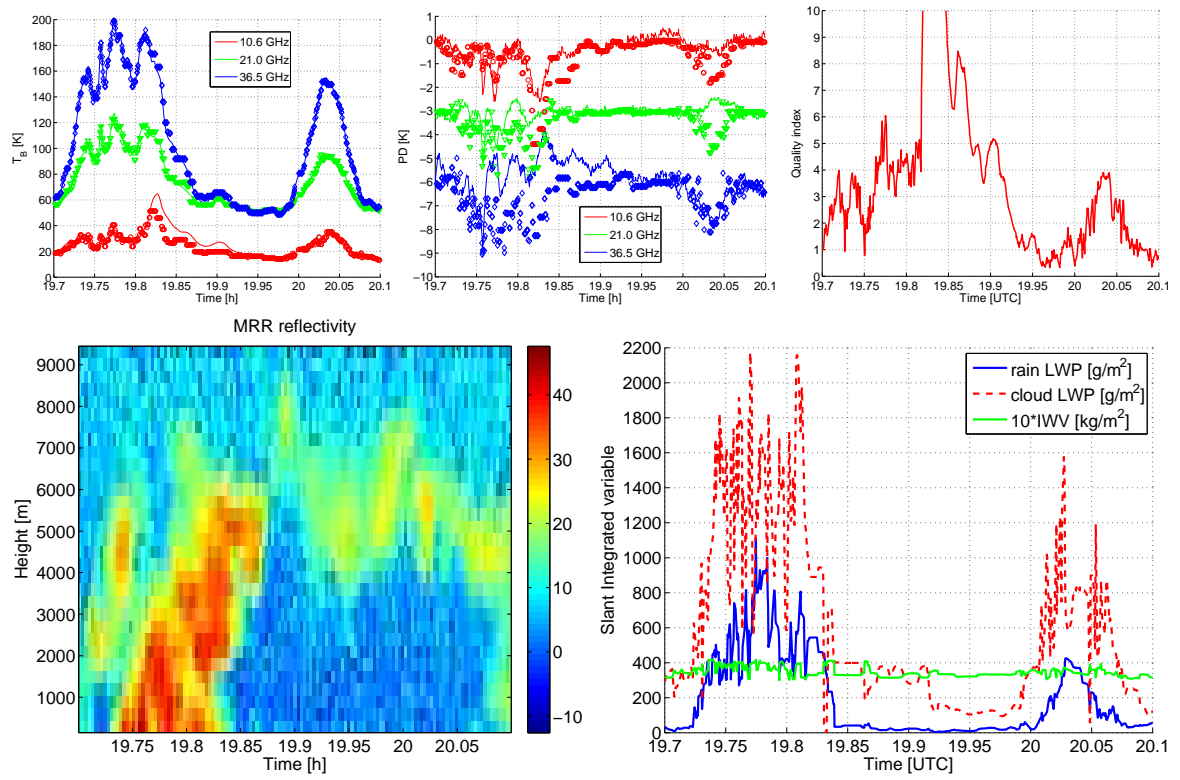 200
180
160
140
120
100
80
60
40
20
0
T_B [K]
10.6 GHz
21.0 GHz
36.5 GHz
19.7 19.75 19.8 19.85 19.9 19.95 20 20.05 20.1
Time [h]
1
0
−1
−2
−3
−4
−5
−6
−7
−8
−9
−10
PD [K]
10.6 GHz
21.0 GHz
36.5 GHz
19.7 19.75 19.8 19.85 19.9 19.95 20 20.05 20.1
Time [h]
10
9
8
7
6
5
4
3
2
1
0
Quality index
19.7 19.75 19.8 19.85 19.9 19.95 20 20.05 20.1
Time [UTC]
MRR reflectivity
9000
8000
7000
6000
5000
4000
3000
2000
1000
Height [m]
19.75 19.8 19.85 19.9 19.95 20 20.05
Time [h]
40
30
20
10
0
−10
2200
2000
1800
1600
1400
1200
1000
800
600
400
200
0
Slant Integrated variable
rain LWP [g/m²]
cloud LWP [g/m²]
10*IWV [kg/m²]
19.7 19.75 19.8 19.85 19.9 19.95 20 20.05 20.1
Time [UTC]